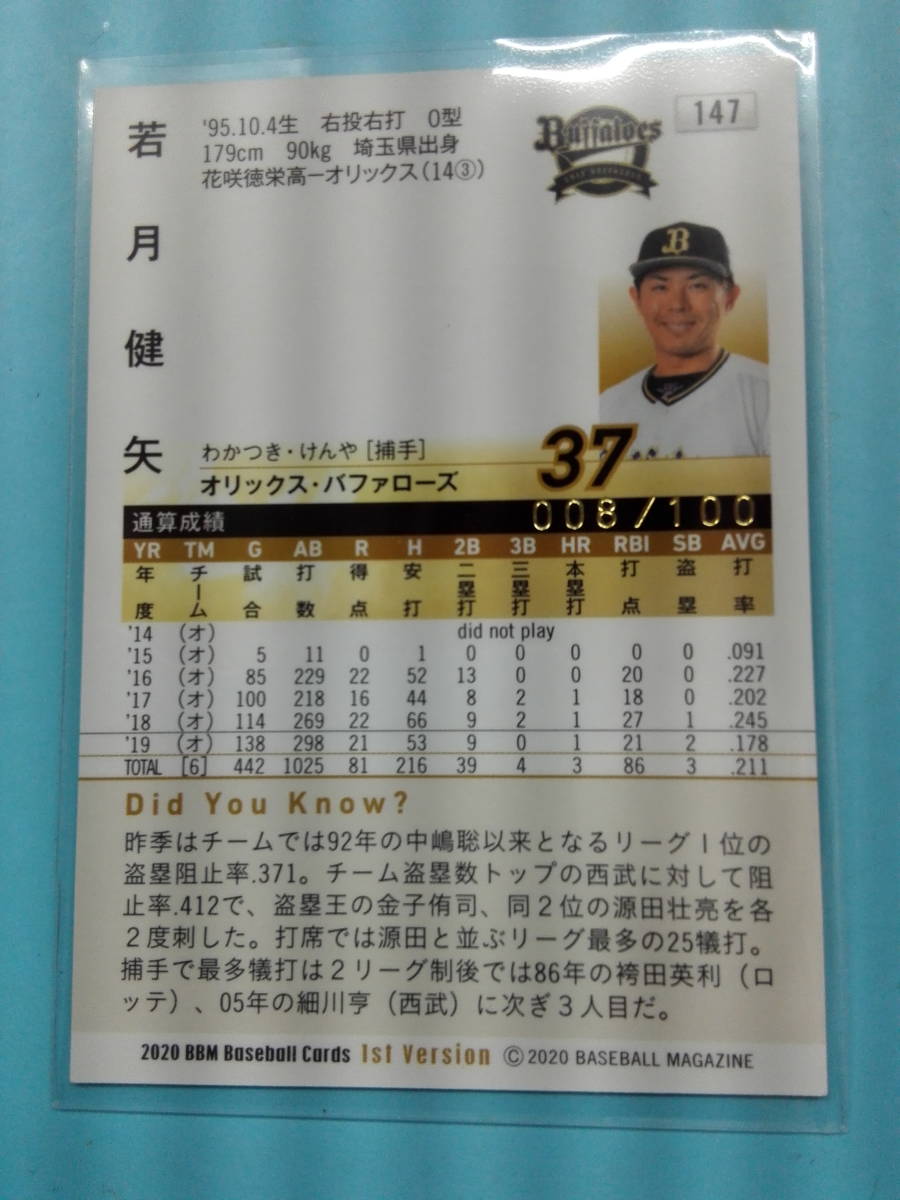 147
Buffaloes
'95.10.4生 右投右打 O型
179cm 90kg 埼玉県出身
花咲徳栄高ーオリックス(14③)
若月健矢
B
わかつき・けんや [捕手]
オリックス・バファローズ
37
008/100
通算成績
YR TM G AB R H 2B 3B HR RBI SB AVG
年度 チーム 試合 打数 得点 安打 二塁打 三塁打 本塁打 打点 盗塁 打率
'14 (オ) did not play
'15 (オ) 5 11 0 1 0 0 0 0 0 .091
'16 (オ) 85 229 22 52 13 0 0 20 0 .227
'17 (オ) 100 218 16 44 8 2 1 18 0 .202
'18 (オ) 114 269 22 66 9 2 1 27 1 .245
'19 (オ) 138 298 21 53 9 0 1 21 2 .178
TOTAL [6] 442 1025 81 216 39 4 3 86 3 .211
Did You Know?
昨季はチームでは92年の中嶋聡以来となるリーグ1位の
盗塁阻止率.371。チーム盗塁数トップの西武に対して阻
止率.412で、盗塁王の金子侑司、同2位の源田壮亮を各
2度刺した。打席では源田と並ぶリーグ最多の25犠打。
捕手で最多犠打は2リーグ制後では86年の袴田英利(ロ
ッテ)、05年の細川亨(西武)に次ぎ3人目だ。
2020 BBM Baseball Cards 1st Version ©2020 BASEBALL MAGAZINE